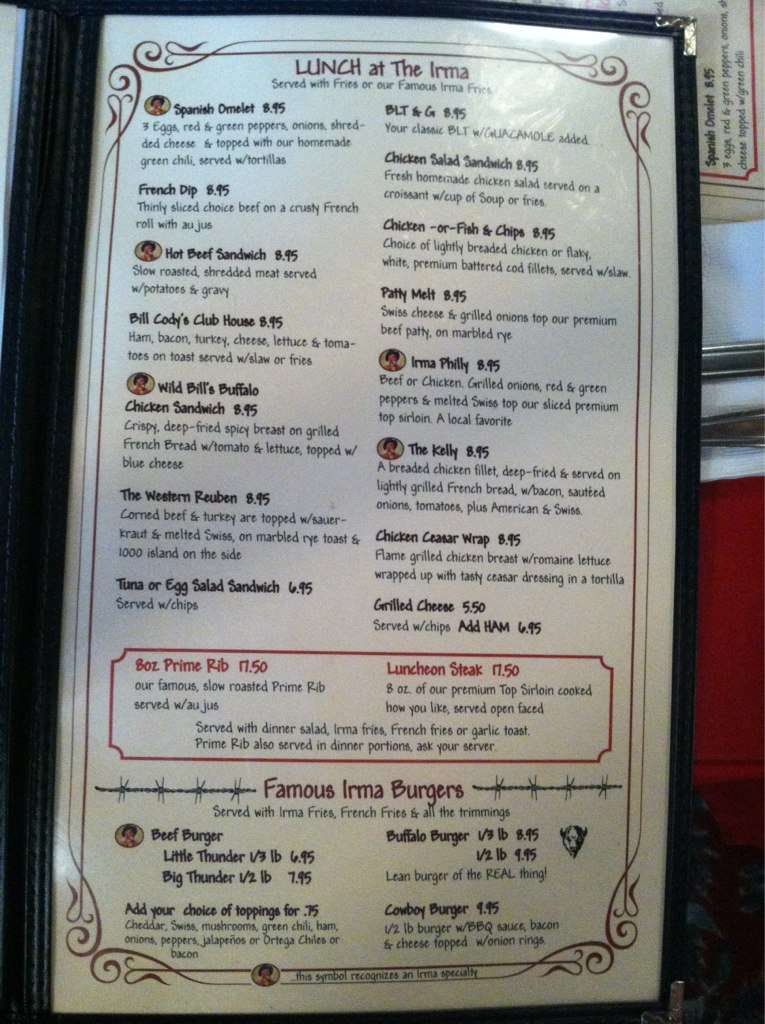 LUNCH at The Irma
Served with Fries or our Famous Irma Fries
Spanish Omelet 8.95
3 Eggs, red & green peppers, onions, shred-
ded cheese & topped with our homemade
green chili, served w/tortillas
French Dip 8.95
Thinly sliced choice beef on a crusty French
roll with au jus
Hot Beef Sandwich 8.95
Slow roasted, shredded meat served
w/potatoes & gravy
Bill Cody's Club House 8.95
Ham, bacon, turkey, cheese, lettuce & toma-
toes on toast served w/slaw or fries
Wild Bill's Buffalo
Chicken Sandwich 8.95
Crispy, deep-fried spicy breast on grilled
French Bread w/tomato & lettuce, topped w/
blue cheese
The Western Reuben 8.95
Corned beef & turkey are topped w/sauer-
kraut & melted Swiss, on marbled rye toast &
1000 island on the side
Tuna or Egg Salad Sandwich 6.95
Served w/chips
BLT & G 8.95
Your classic BLT w/GUACAMOLE added
Chicken Salad Sandwich 8.95
Fresh homemade chicken salad served on a
croissant w/cup of Soup or fries.
Chicken -or-Fish & Chips 8.95
Choice of lightly breaded chicken or flaky,
white, premium battered cod fillets, served w/slaw.
Patty Melt 8.95
Swiss cheese & grilled onions top our premium
beef patty, on marbled rye
Irma Philly 8.95
Beef or Chicken. Grilled onions, red & green
peppers & melted Swiss top our sliced premium
top sirloin. A local favorite
The Kelly 8.95
A breaded chicken fillet, deep-fried & served on
lightly grilled French bread, w/bacon, sautéed
onions, tomatoes, plus American & Swiss.
Chicken Ceasar Wrap 8.95
Flame grilled chicken breast w/romaine lettuce
wrapped up with tasty ceasar dressing in a tortilla
Grilled Cheese 5.50
Served w/chips Add HAM 6.95
8oz Prime Rib 17.50
our famous, slow roasted Prime Rib
served w/au jus
Luncheon Steak 17.50
8 oz. of our premium Top Sirloin cooked
how you like, served open faced
Served with dinner salad, Irma fries, French fries or garlic toast.
Prime Rib also served in dinner portions, ask your server.
Famous Irma Burgers
Served with Irma Fries, French Fries & all the trimmings
Beef Burger
Little Thunder 1/3 lb 6.95
Big Thunder 1/2 lb 7.95
Add your choice of toppings for .75
Cheddar, Swiss, mushrooms, green chili, ham,
onions, peppers, jalapeños or Ortega Chiles or
bacon
Buffalo Burger 1/3 lb 8.95
1/2 lb 9.95
Lean burger of the REAL thing!
Cowboy Burger 9.95
1/2 lb burger w/BBQ sauce, bacon
& cheese topped w/onion rings.
...this symbol recognizes an Irma specialty
Spanish Omelet 8.95
3 eggs, red & green peppers, onions,
cheese topped w/green chili